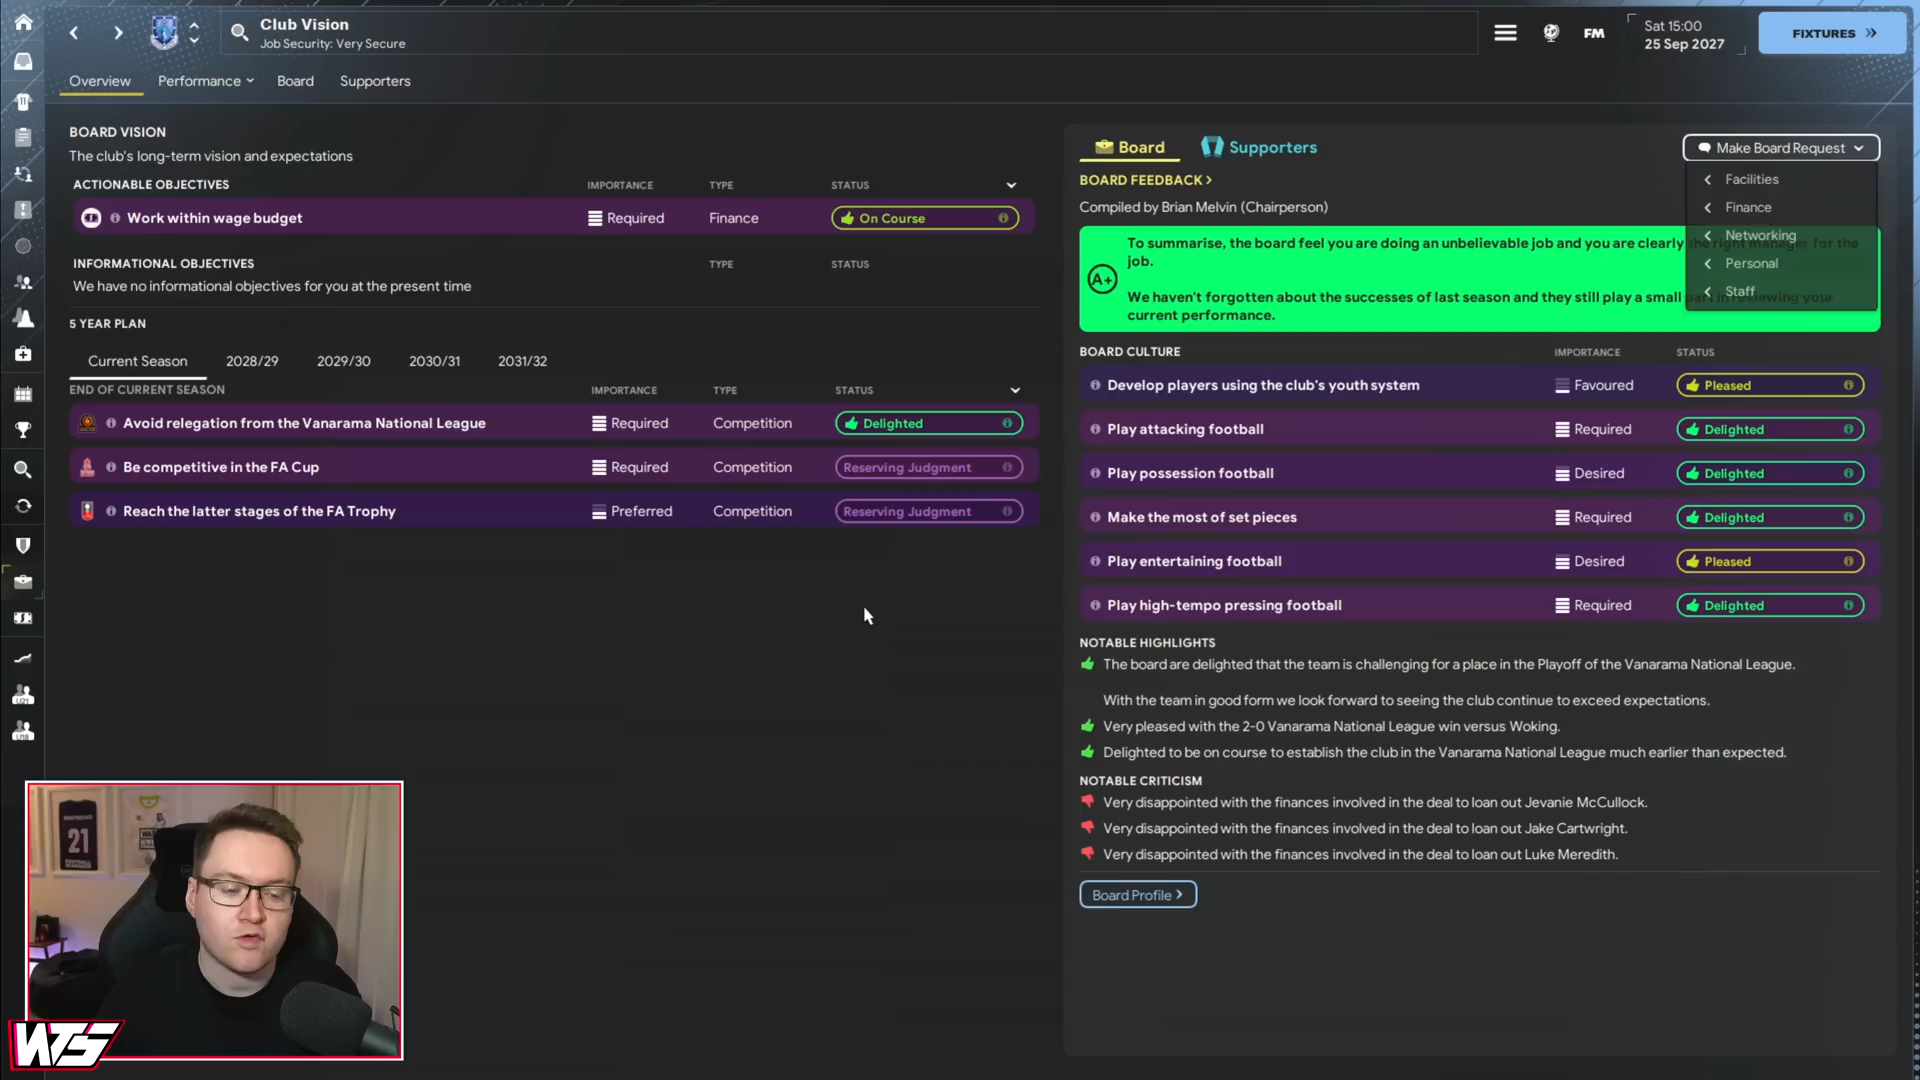 Club Vision
Job Security: Very Secure
FM
Sat 15:00
25 Sep 2027
FIXTURES
Overview
Performance
Board
Supporters
BOARD VISION
The club's long-term vision and expectations
ACTIONABLE OBJECTIVES IMPORTANCE TYPE STATUS
Work within wage budget Required Finance On Course
INFORMATIONAL OBJECTIVES TYPE STATUS
We have no informational objectives for you at the present time
5 YEAR PLAN
Current Season 2028/29 2029/30 2030/31 2031/32
END OF CURRENT SEASON IMPORTANCE TYPE STATUS
Avoid relegation from the Vanarama National League Required Competition Delighted
Be competitive in the FA Cup Required Competition Reserving Judgment
Reach the latter stages of the FA Trophy Preferred Competition Reserving Judgment
Board Supporters
Make Board Request
Facilities
Finance
Networking
Personal
Staff
BOARD FEEDBACK >
Compiled by Brian Melvin (Chairperson)
A+
To summarise, the board feel you are doing an unbelievable job and you are clearly the right manager for the
job.
We haven't forgotten about the successes of last season and they still play a small part in reviewing your
current performance.
BOARD CULTURE IMPORTANCE STATUS
Develop players using the club's youth system Favoured Pleased
Play attacking football Required Delighted
Play possession football Desired Delighted
Make the most of set pieces Required Delighted
Play entertaining football Desired Pleased
Play high-tempo pressing football Required Delighted
NOTABLE HIGHLIGHTS
The board are delighted that the team is challenging for a place in the Playoff of the Vanarama National League.
With the team in good form we look forward to seeing the club continue to exceed expectations.
Very pleased with the 2-0 Vanarama National League win versus Woking.
Delighted to be on course to establish the club in the Vanarama National League much earlier than expected.
NOTABLE CRITICISM
Very disappointed with the finances involved in the deal to loan out Jevanie McCullock.
Very disappointed with the finances involved in the deal to loan out Jake Cartwright.
Very disappointed with the finances involved in the deal to loan out Luke Meredith.
Board Profile >
21
WTS